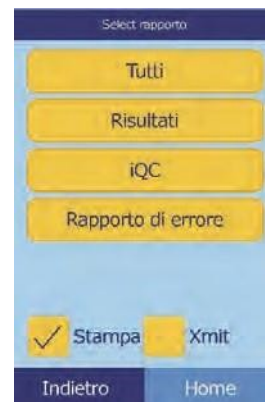 Select rapporto
Tutti
Risultati
iQC
Rapporto di errore
Stampa Xmit
Indietro Home